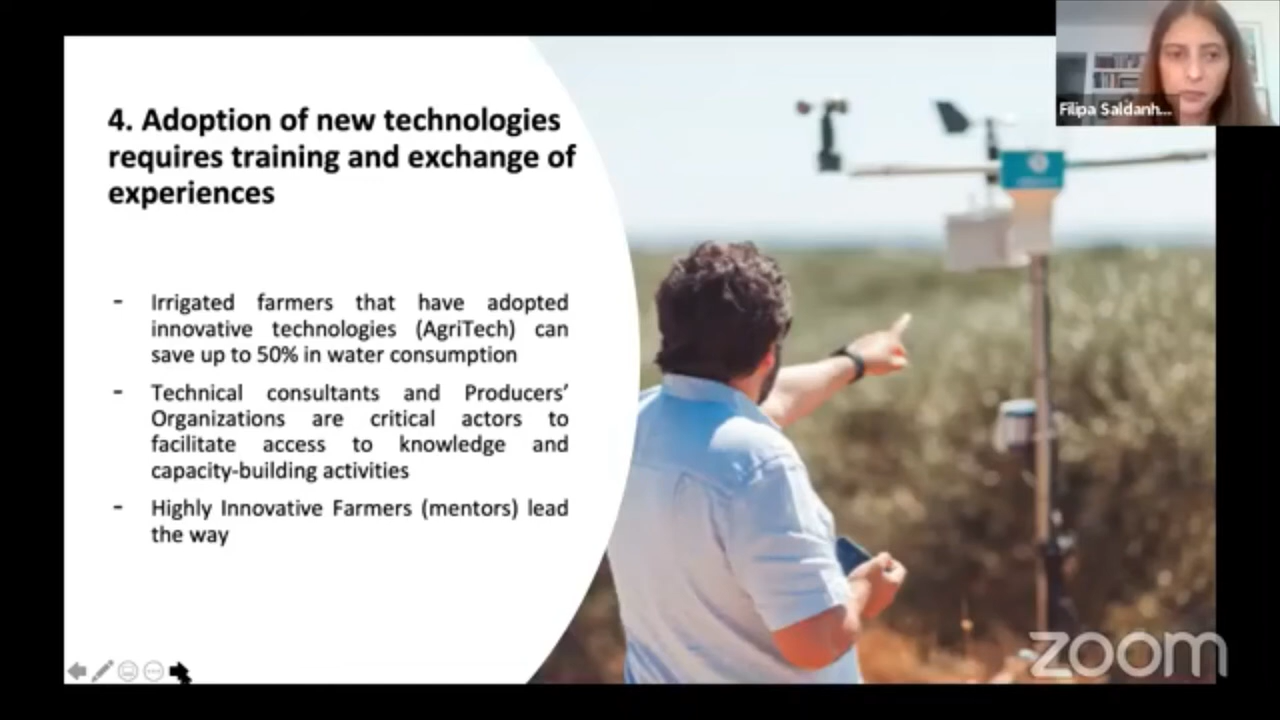 4. Adoption of new technologies
requires training and exchange of
experiences
- Irrigated farmers that have adopted
innovative technologies (AgriTech) can
save up to 50% in water consumption
- Technical consultants and Producers’
Organizations are critical actors to
facilitate access to knowledge and
capacity-building activities
- Highly Innovative Farmers (mentors) lead
the way
Filipa Saldanh...
zoom